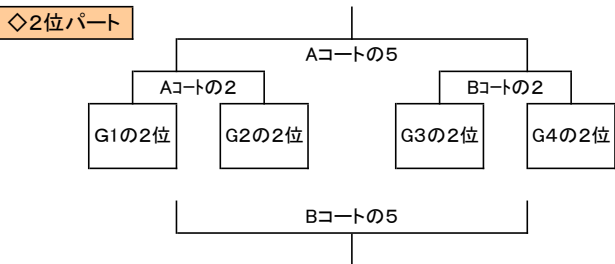 ◇2位パート
Aコートの5
Aコートの2
Bコートの2
G1の2位
G2の2位
G3の2位
G4の2位
Bコートの5